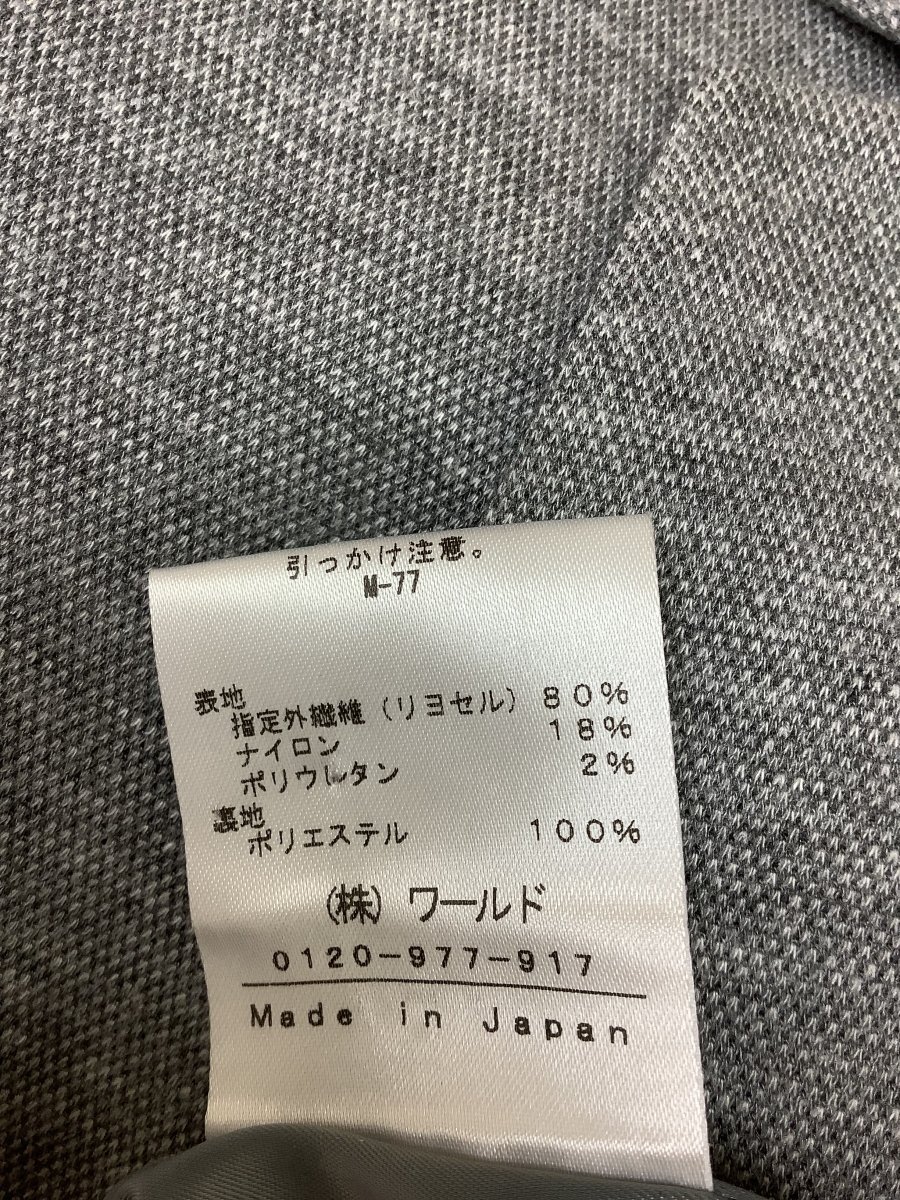 引っかけ注意。
M-77
表地
指定外繊維（リヨセル） 80%
ナイロン 18%
ポリウレタン 2%
裏地
ポリエステル 100%
(株) ワールド
0120-977-917
Made in Japan